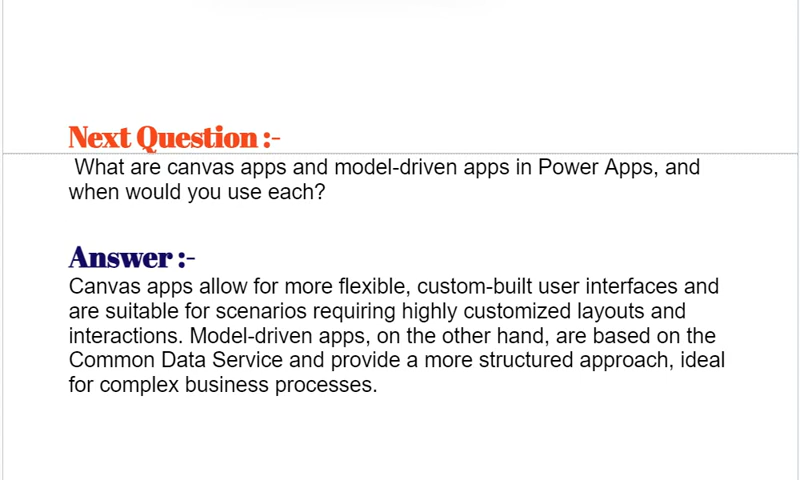 Next Question :-
What are canvas apps and model-driven apps in Power Apps, and
when would you use each?
Answer :-
Canvas apps allow for more flexible, custom-built user interfaces and
are suitable for scenarios requiring highly customized layouts and
interactions. Model-driven apps, on the other hand, are based on the
Common Data Service and provide a more structured approach, ideal
for complex business processes.